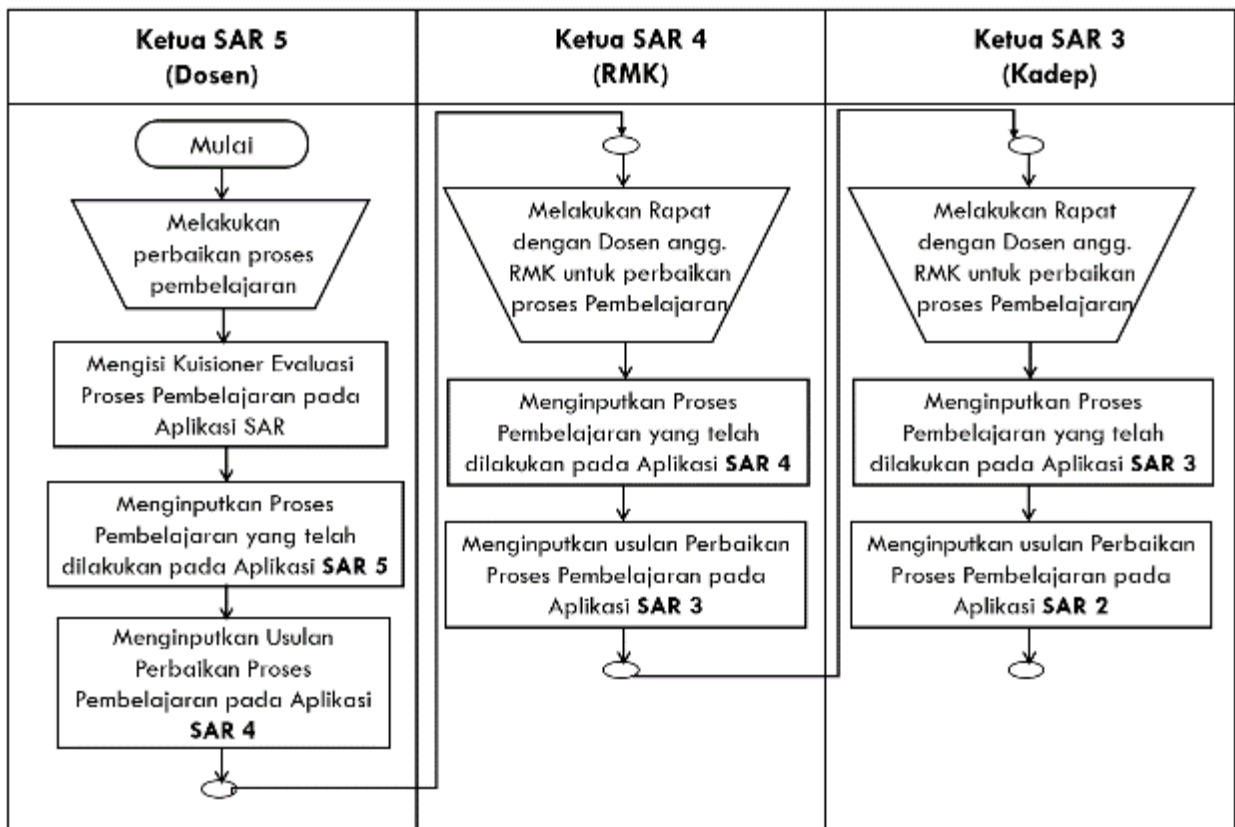 Ketua SAR 5
(Dosen)
Ketua SAR 4
(RMK)
Ketua SAR 3
(Kadep)
Mulai
Melakukan
perbaikan proses
pembelajaran
Mengisi Kuisioner Evaluasi
Proses Pembelajaran pada
Aplikasi SAR
Menginputkan Proses
Pembelajaran yang telah
dilakukan pada Aplikasi SAR 5
Menginputkan Usulan
Perbaikan Proses
Pembelajaran pada Aplikasi
SAR 4
Melakukan Rapat
dengan Dosen angg.
RMK untuk perbaikan
proses Pembelajaran
Menginputkan Proses
Pembelajaran yang telah
dilakukan pada Aplikasi SAR 4
Menginputkan usulan Perbaikan
Proses Pembelajaran pada
Aplikasi SAR 3
Melakukan Rapat
dengan Dosen angg.
RMK untuk perbaikan
proses Pembelajaran
Menginputkan Proses
Pembelajaran yang telah
dilakukan pada Aplikasi SAR 3
Menginputkan usulan Perbaikan
Proses Pembelajaran pada
Aplikasi SAR 2